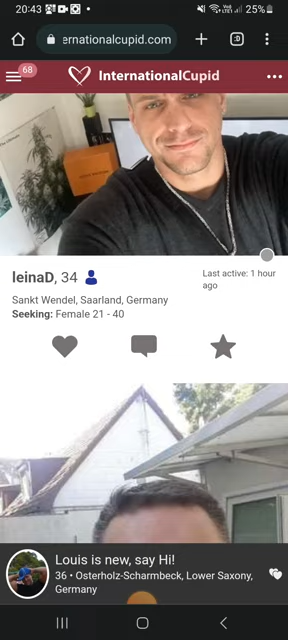 20:43
25%
ernationalcupid.com
:D
68
InternationalCupid
leinaD, 34
Last active: 1 hour
ago
Sankt Wendel, Saarland, Germany
Seeking: Female 21 - 40
Louis is new, say Hi!
36 • Osterholz-Scharmbeck, Lower Saxony,
Germany